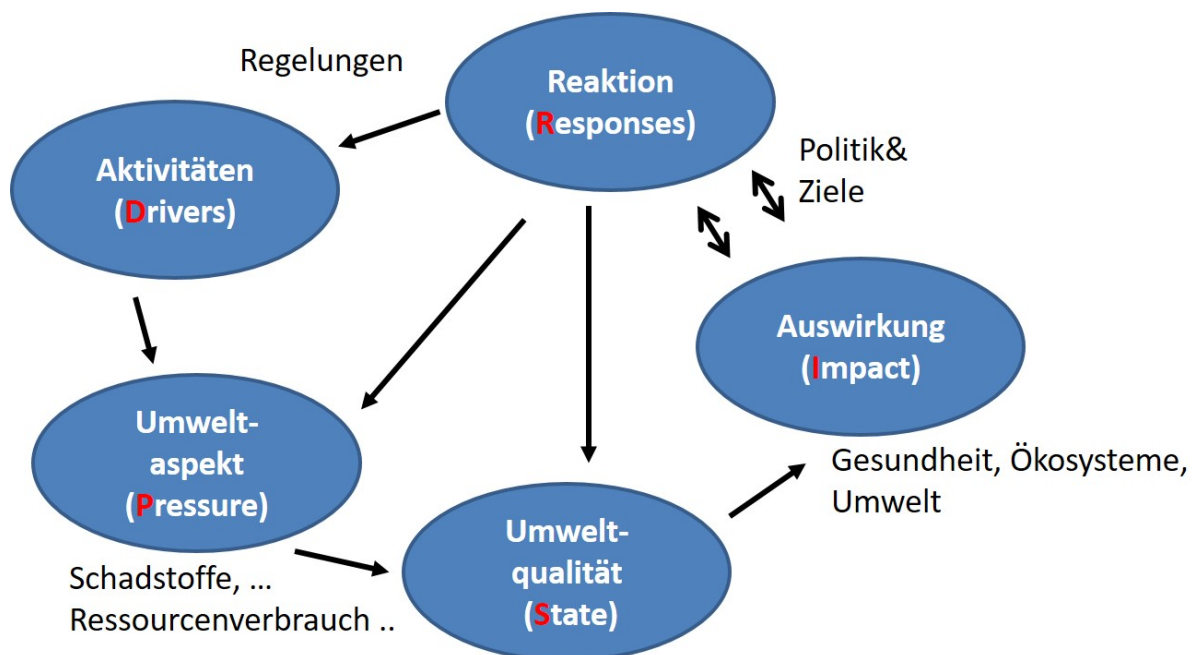 Regelungen
Reaktion
(Responses)
Politik&
Ziele
Aktivitäten
(Drivers)
Auswirkung
(Impact)
Umwelt-
aspekt
(Pressure)
Gesundheit, Ökosysteme,
Umwelt
Umwelt-
qualität
(State)
Schadstoffe, ...
Ressourcenverbrauch ..